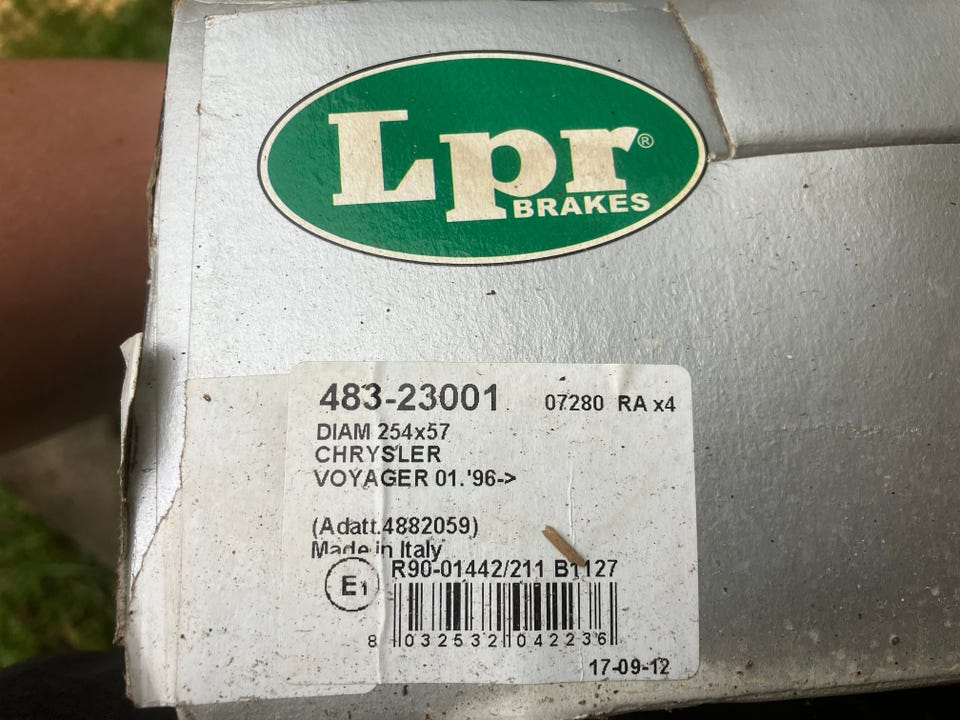 Lpr®
BRAKES
483-23001 07280 RA x4
DIAM 254x57
CHRYSLER
VOYAGER 01.'96->
(Adatt.4882059)
Made in Italy
E1 R90-01442/211 B1127
8 032532 042236
17-09-12